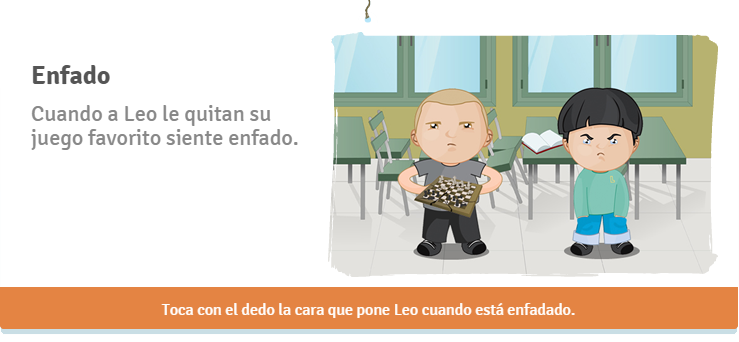 Enfado
Cuando a Leo le quitan su
juego favorito siente enfado.
Toca con el dedo la cara que pone Leo cuando está enfadado.